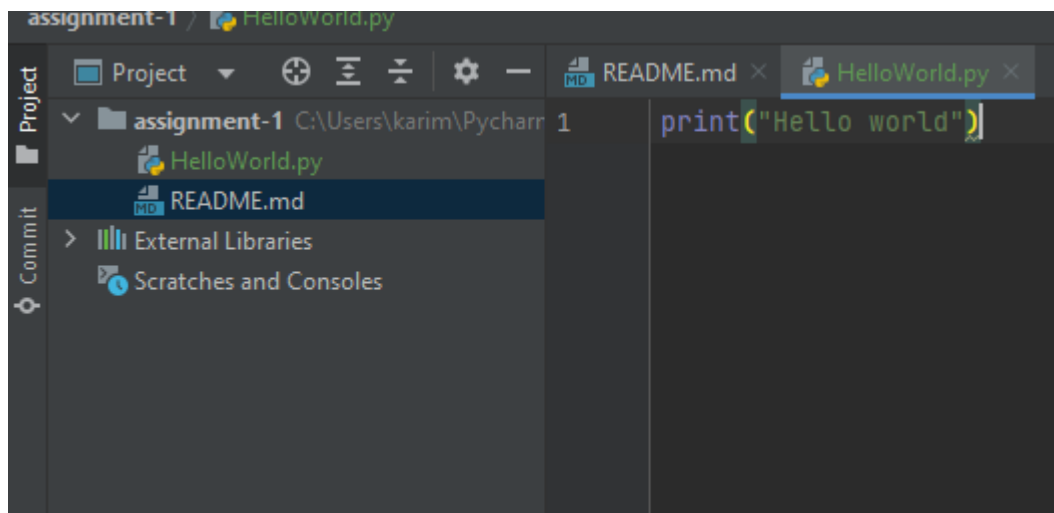 assignment-1 HelloWorld.py
Project
Commit
Project
assignment-1 C:\Users\karim\Pycharm
HelloWorld.py
README.md
External Libraries
Scratches and Consoles
README.md HelloWorld.py
1 print("Hello world")